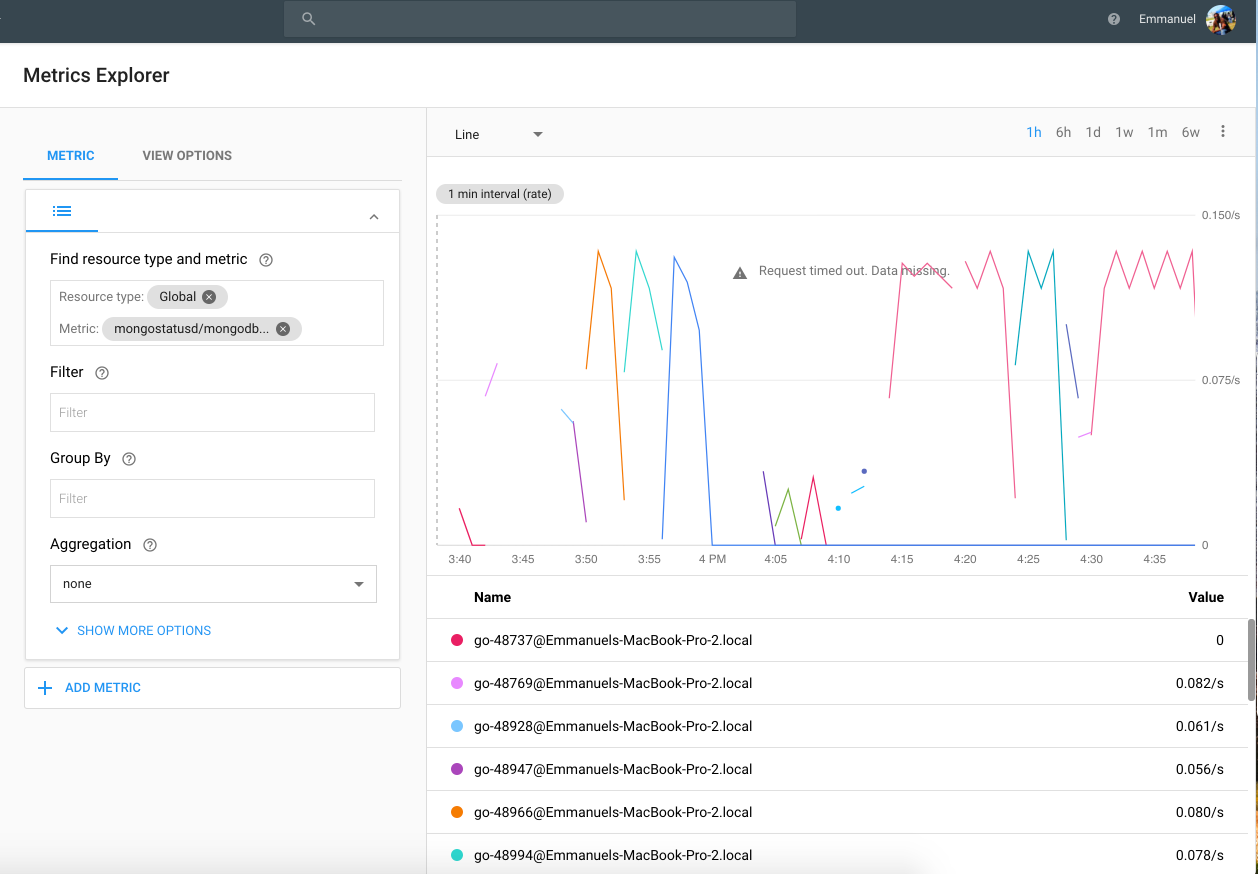 Emmanuel
Metrics Explorer
METRIC VIEW OPTIONS
Find resource type and metric
Resource type: Global
Metric: mongostatusd/mongodb...
Filter
Filter
Group By
Filter
Aggregation
none
SHOW MORE OPTIONS
ADD METRIC
Line
1h 6h 1d 1w 1m 6w
1 min interval (rate)
0.150/s
Request timed out. Data missing.
0.075/s
0
3:40 3:45 3:50 3:55 4 PM 4:05 4:10 4:15 4:20 4:25 4:30 4:35
Name Value
go-48737@Emmanuels-MacBook-Pro-2.local 0
go-48769@Emmanuels-MacBook-Pro-2.local 0.082/s
go-48928@Emmanuels-MacBook-Pro-2.local 0.061/s
go-48947@Emmanuels-MacBook-Pro-2.local 0.056/s
go-48966@Emmanuels-MacBook-Pro-2.local 0.080/s
go-48994@Emmanuels-MacBook-Pro-2.local 0.078/s